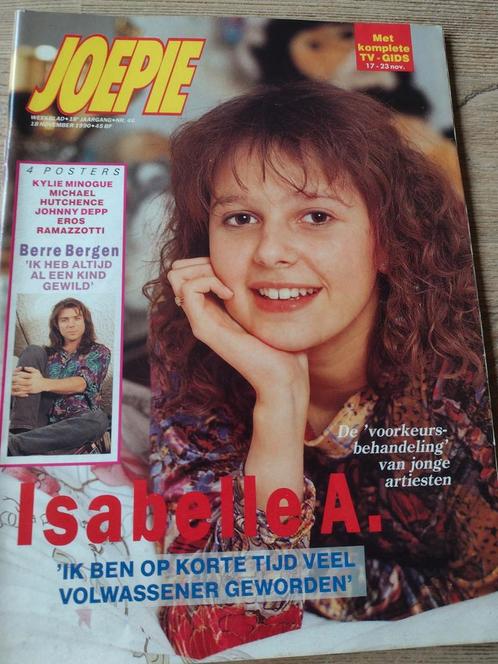 JOEPIE
WEEKBLAD•18e JAARGANG•NR. 46
18 NOVEMBER 1990•45 BF
Met
komplete
TV-GIDS
17 - 23 nov.
4 POSTERS
KYLIE MINOGUE
MICHAEL
HUTCHENCE
JOHNNY DEPP
EROS
RAMAZZOTTI
Berre Bergen
'IK HEB ALTIJD
AL EEN KIND
GEWILD'
De 'voorkeurs-
behandeling'
van jonge
artiesten
Isabelle A.
'IK BEN OP KORTE TIJD VEEL
VOLWASSENER GEWORDEN'